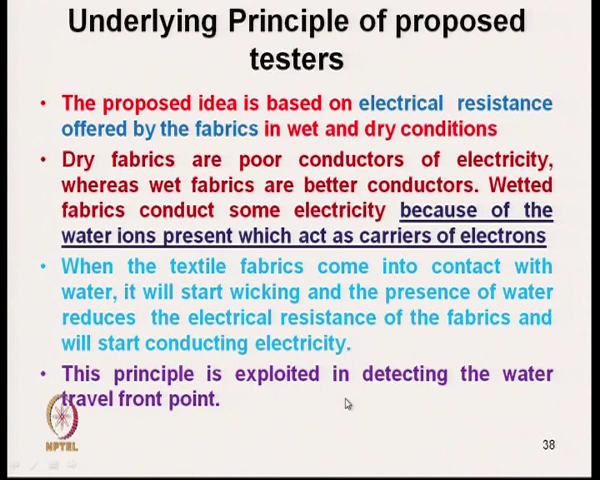 Underlying Principle of proposed
testers
• The proposed idea is based on electrical resistance
offered by the fabrics in wet and dry conditions
• Dry fabrics are poor conductors of electricity,
whereas wet fabrics are better conductors. Wetted
fabrics conduct some electricity because of the
water ions present which act as carriers of electrons
• When the textile fabrics come into contact with
water, it will start wicking and the presence of water
reduces the electrical resistance of the fabrics and
will start conducting electricity.
• This principle is exploited in detecting the water
travel front point.
NPTEL
38